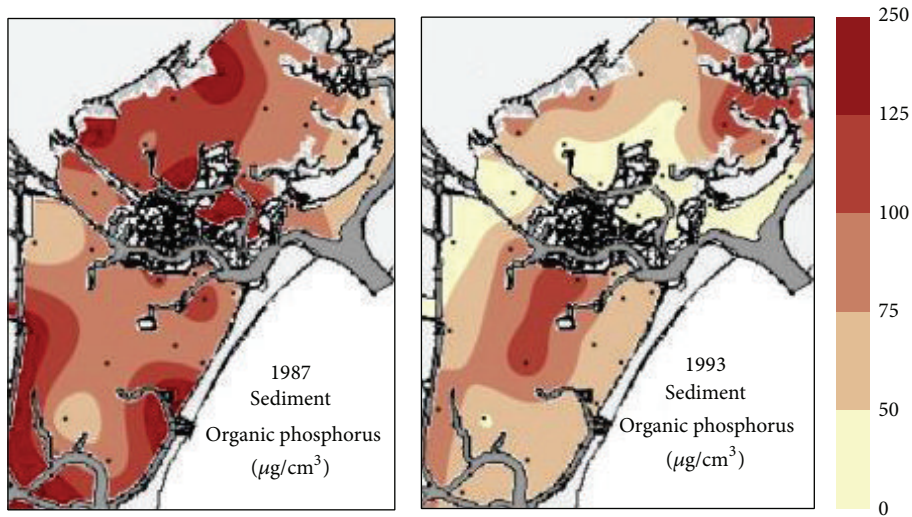 1987
Sediment
Organic phosphorus
(μg/cm³)
1993
Sediment
Organic phosphorus
(μg/cm³)
250
125
100
75
50
0